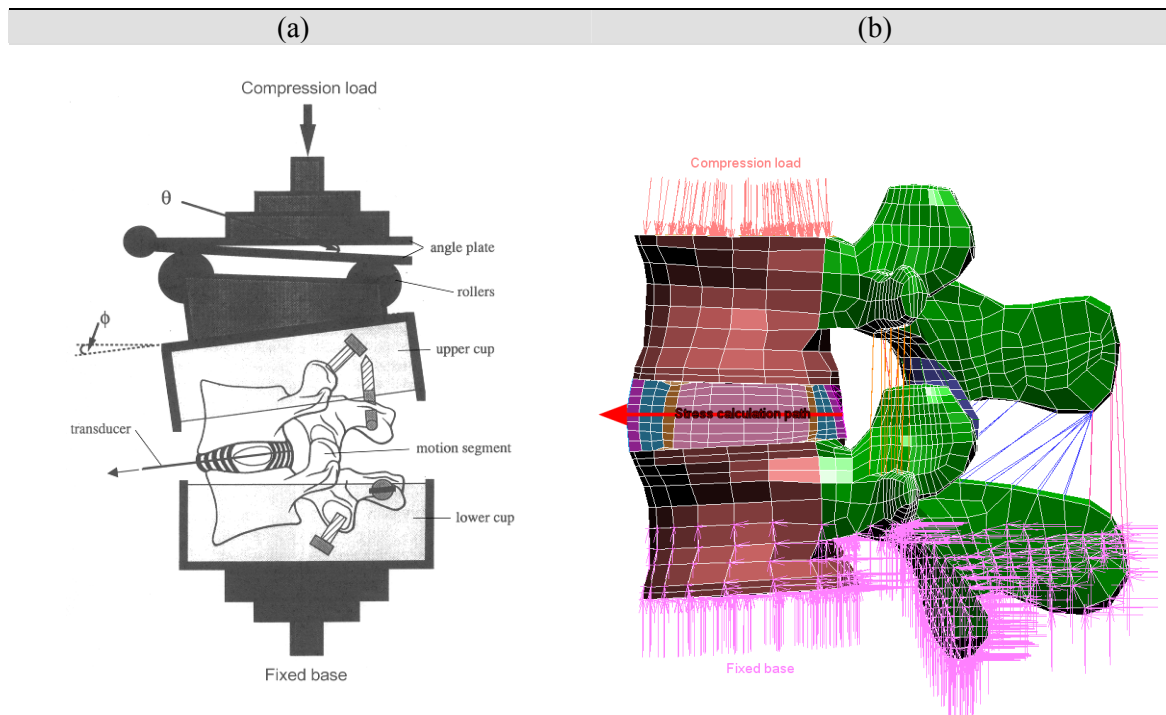 (a)
(b)
Compression load
θ
angle plate
rollers
ϕ
upper cup
transducer
motion segment
lower cup
Fixed base
Compression load
Stress calculation path
Fixed base